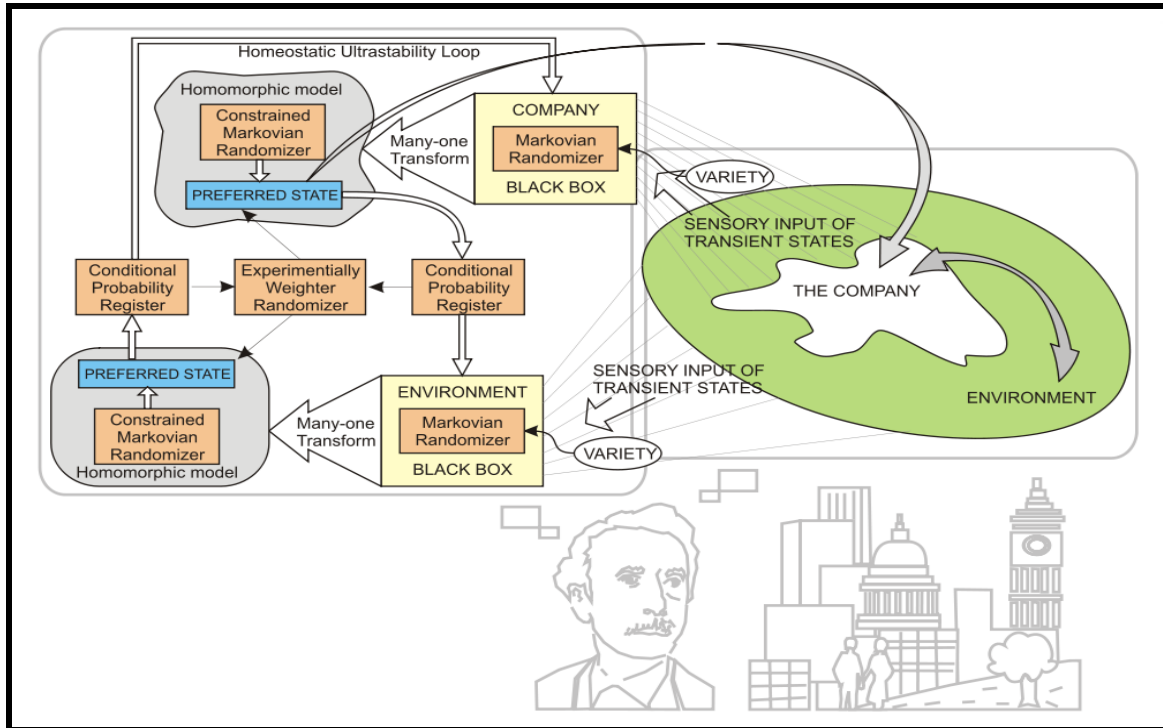 Homeostatic Ultrastability Loop
Homomorphic model
Constrained
Markovian
Randomizer
PREFERRED STATE
Many-one
Transform
COMPANY
Markovian
Randomizer
BLACK BOX
VARIETY
SENSORY INPUT OF
TRANSIENT STATES
THE COMPANY
ENVIRONMENT
Conditional
Probability
Register
Experimentially
Weighter
Randomizer
Conditional
Probability
Register
PREFERRED STATE
Constrained
Markovian
Randomizer
Homomorphic model
Many-one
Transform
ENVIRONMENT
Markovian
Randomizer
BLACK BOX
SENSORY INPUT OF
TRANSIENT STATES
VARIETY